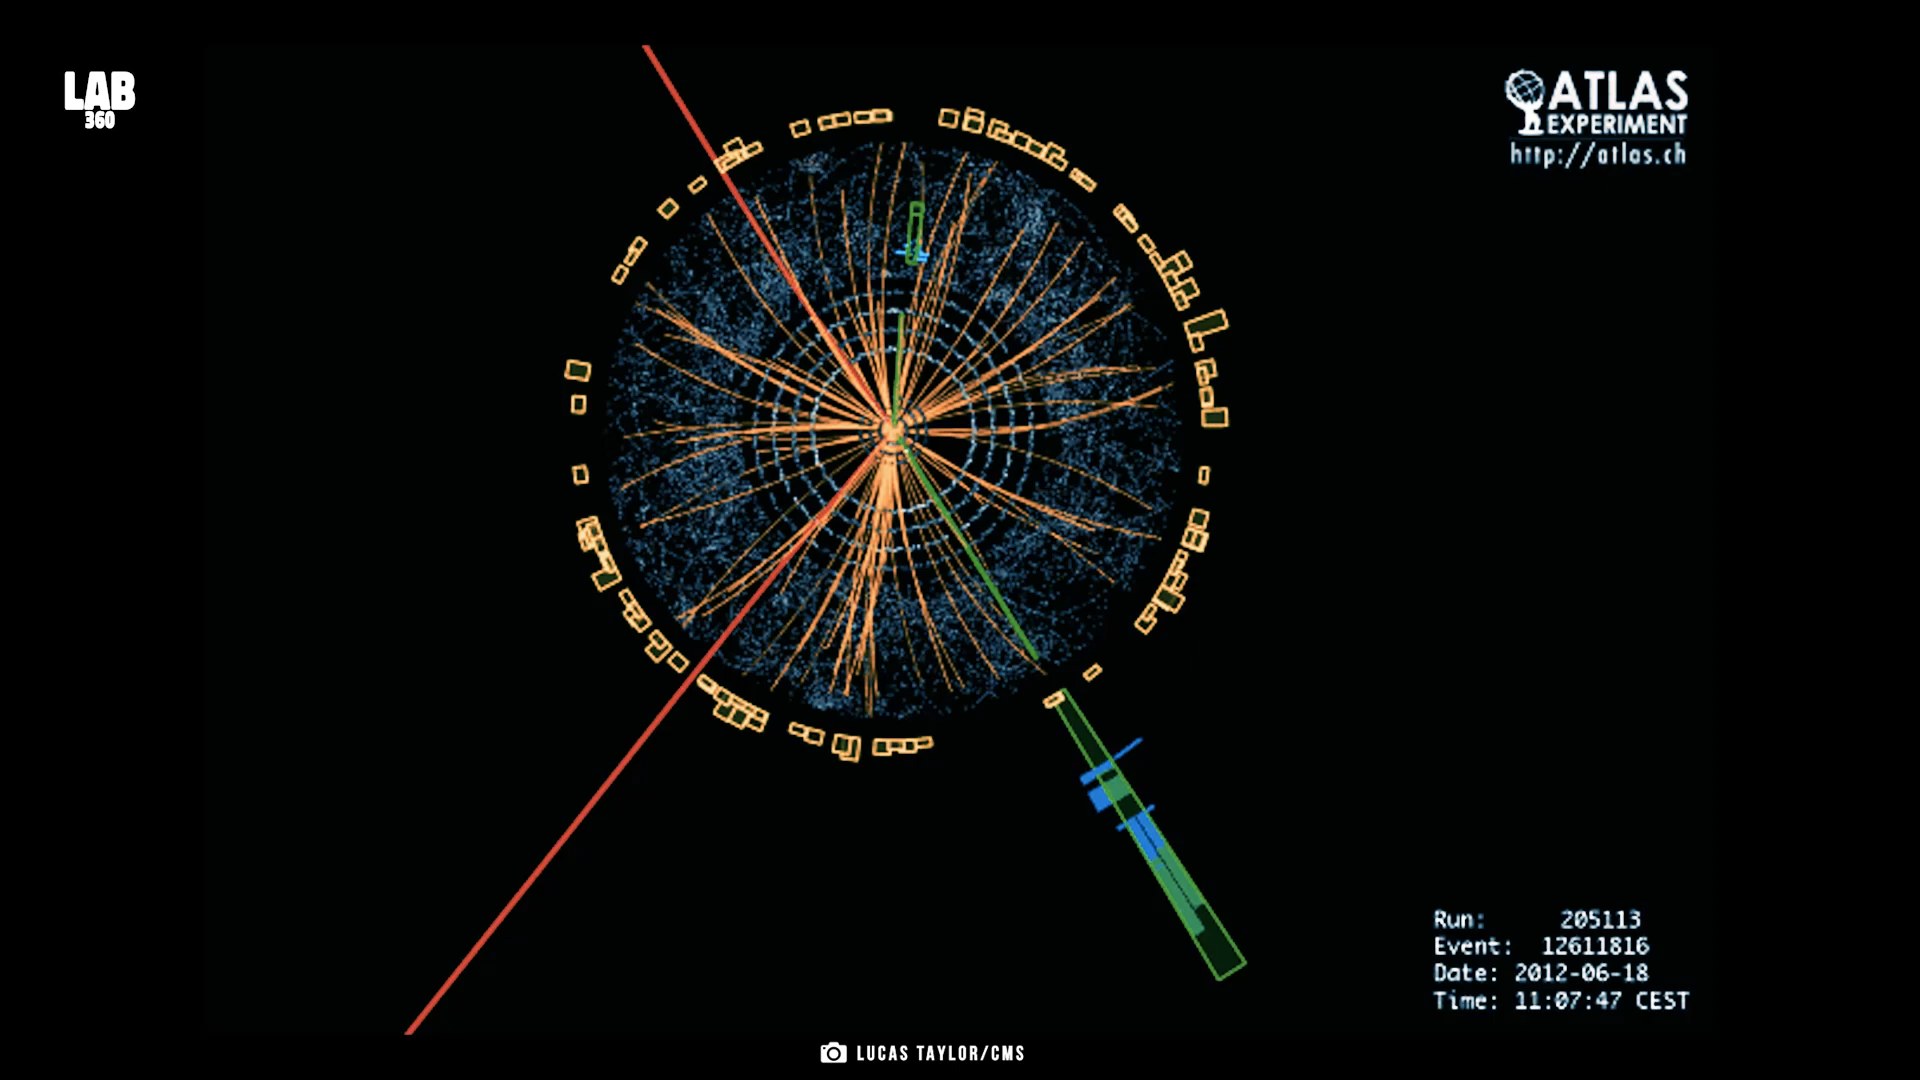 LAB
360
ATLAS
EXPERIMENT
http://atlas.ch
Run: 205113
Event: 12611816
Date: 2012-06-18
Time: 11:07:47 CEST
LUCAS TAYLOR/CMS